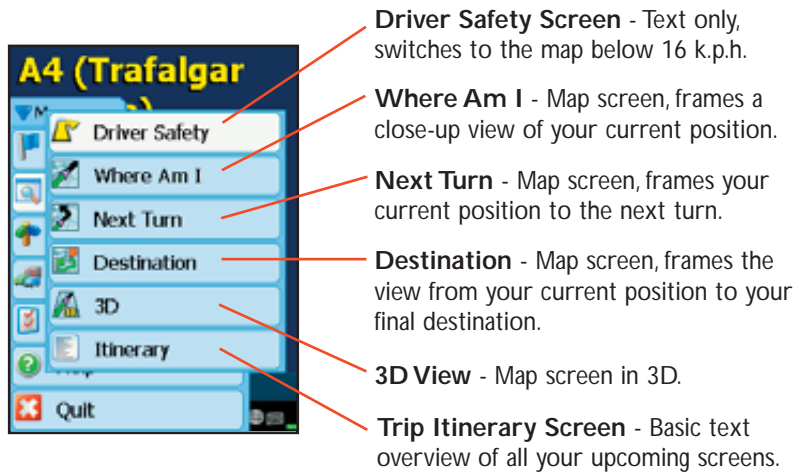 A4 (Trafalgar
Driver Safety
Where Am I
Next Turn
Destination
3D
Itinerary
Quit
Driver Safety Screen - Text only,
switches to the map below 16 k.p.h.
Where Am I - Map screen, frames a
close-up view of your current position.
Next Turn - Map screen, frames your
current position to the next turn.
Destination - Map screen, frames the
view from your current position to your
final destination.
3D View - Map screen in 3D.
Trip Itinerary Screen - Basic text
overview of all your upcoming screens.